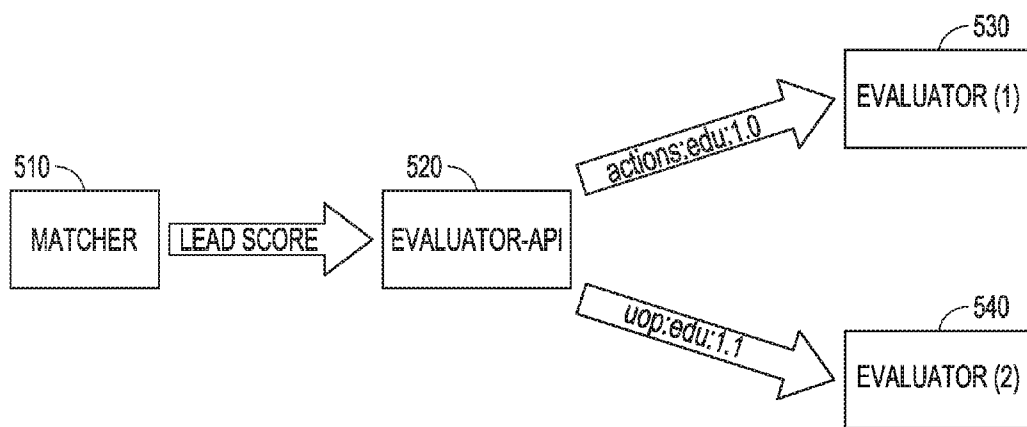 510
MATCHER
LEAD SCORE
520
EVALUATOR-API
actions:edu:1.0
530
EVALUATOR (1)
uop:edu:1.1
540
EVALUATOR (2)